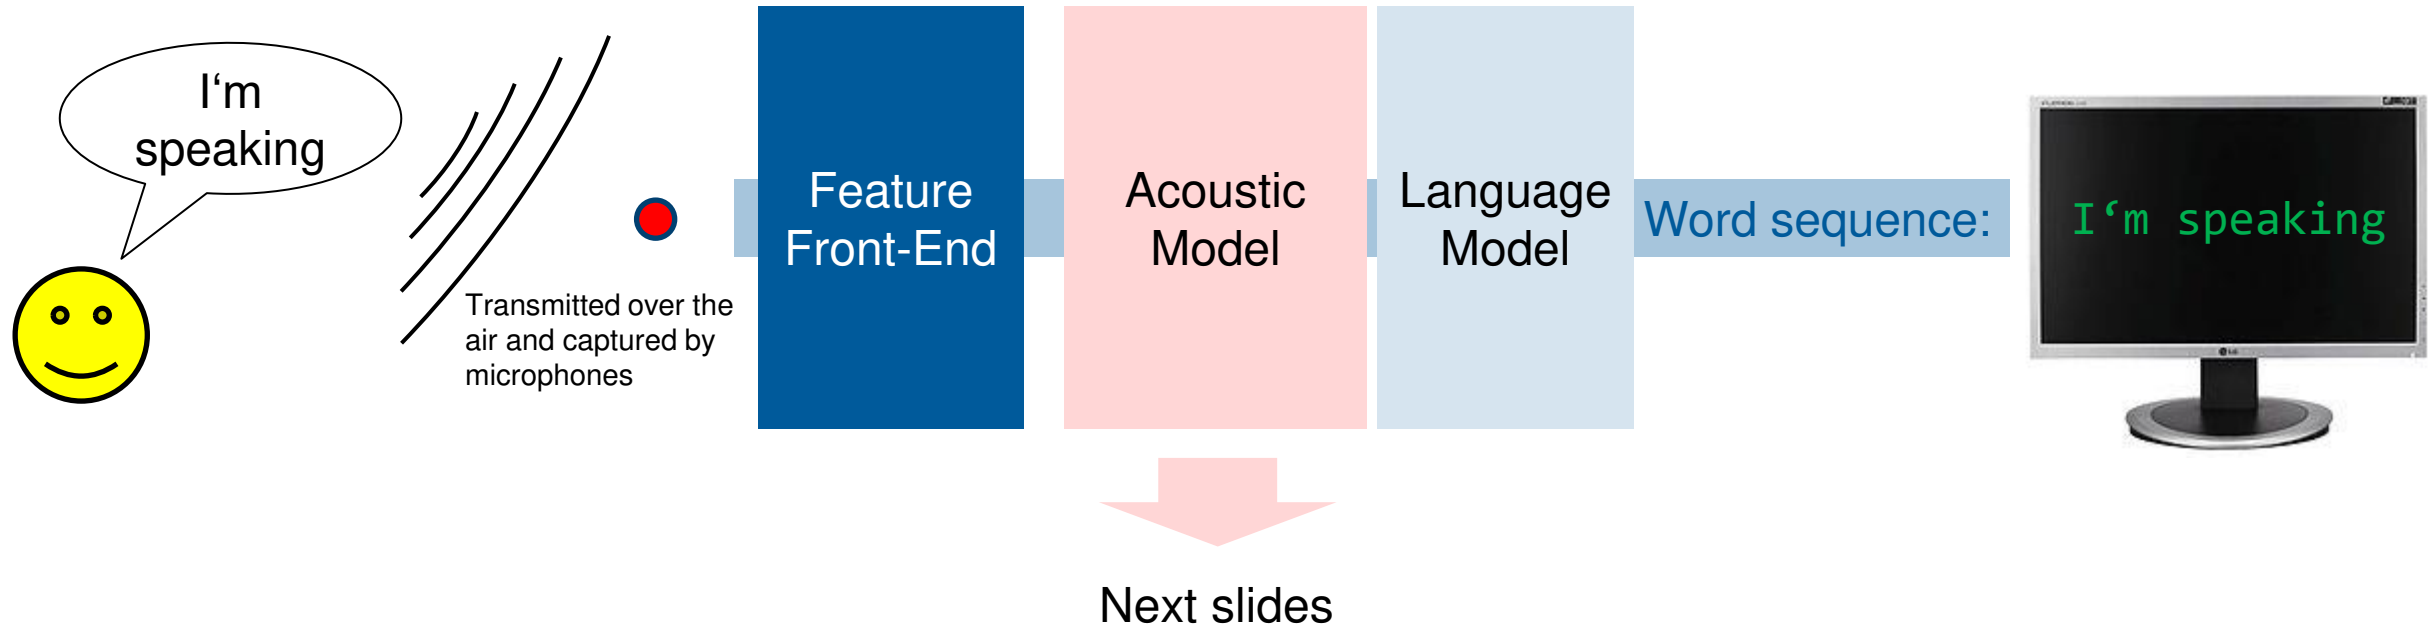 I‘m
speaking
Transmitted over the
air and captured by
microphones
Feature
Front-End
Acoustic
Model
Language
Model
Word sequence:
I‘m speaking
LG
Next slides